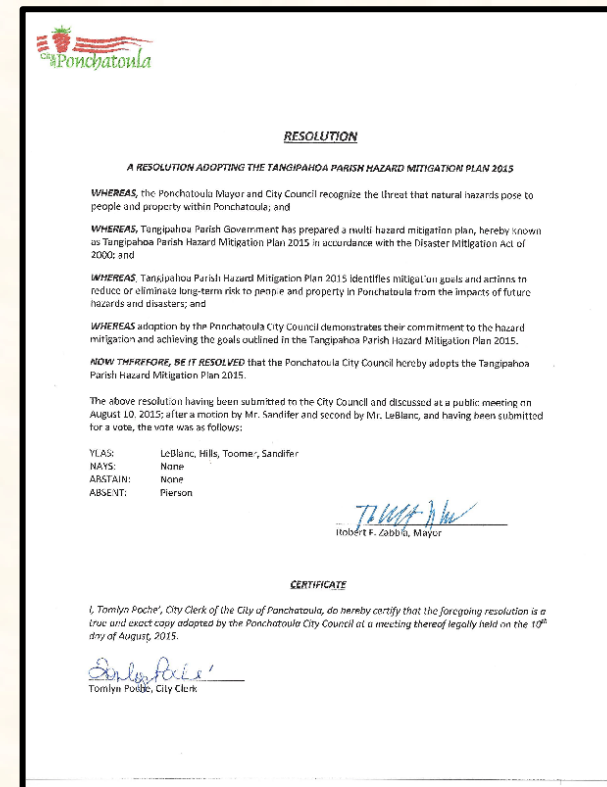 City of Ponchatoula
RESOLUTION
A RESOLUTION ADOPTING THE TANGIPAHOA PARISH HAZARD MITIGATION PLAN 2015
WHEREAS, the Ponchatoula Mayor and City Council recognize the threat that natural hazards pose to
people and property within Ponchatoula; and
WHEREAS, Tangipahoa Parish Government has prepared a multi hazard mitigation plan, hereby known
as Tangipahoa Parish Hazard Mitigation Plan 2015 in accordance with the Disaster Mitigation Act of
2000; and
WHEREAS, Tangipahoa Parish Hazard Mitigation Plan 2015 identifies mitigation goals and actions to
reduce or eliminate long-term risk to people and property in Ponchatoula from the impacts of future
hazards and disasters; and
WHEREAS adoption by the Ponchatoula City Council demonstrates their commitment to the hazard
mitigation and achieving the goals outlined in the Tangipahoa Parish Hazard Mitigation Plan 2015.
NOW THEREFORE, BE IT RESOLVED that the Ponchatoula City Council hereby adopts the Tangipahoa
Parish Hazard Mitigation Plan 2015.
The above resolution having been submitted to the City Council and discussed at a public meeting on
August 10, 2015; after a motion by Mr. Sandifer and second by Mr. LeBlanc, and having been submitted
for a vote, the vote was as follows:
YEAS: LeBlanc, Hills, Toomer, Sandifer
NAYS: None
ABSTAIN: None
ABSENT: Pierson
Robert F. Zabbia, Mayor
CERTIFICATE
I, Tomlyn Poche', City Clerk of the City of Ponchatoula, do hereby certify that the foregoing resolution is a
true and exact copy adopted by the Ponchatoula City Council at a meeting thereof legally held on the 10th
day of August, 2015.
Tomlyn Poche'
Tomlyn Poche, City Clerk